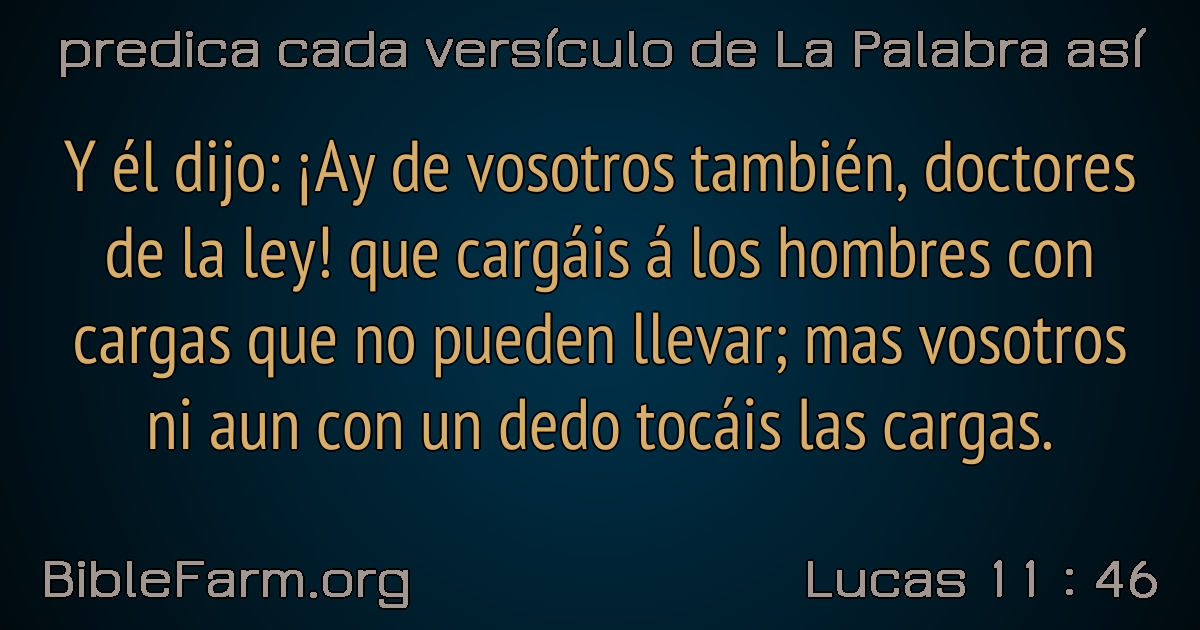 predica cada versículo de La Palabra así
Y él dijo: ¡Ay de vosotros también, doctores
de la ley! que cargáis á los hombres con
cargas que no pueden llevar; mas vosotros
ni aun con un dedo tocáis las cargas.
BibleFarm.org
Lucas 11 : 46